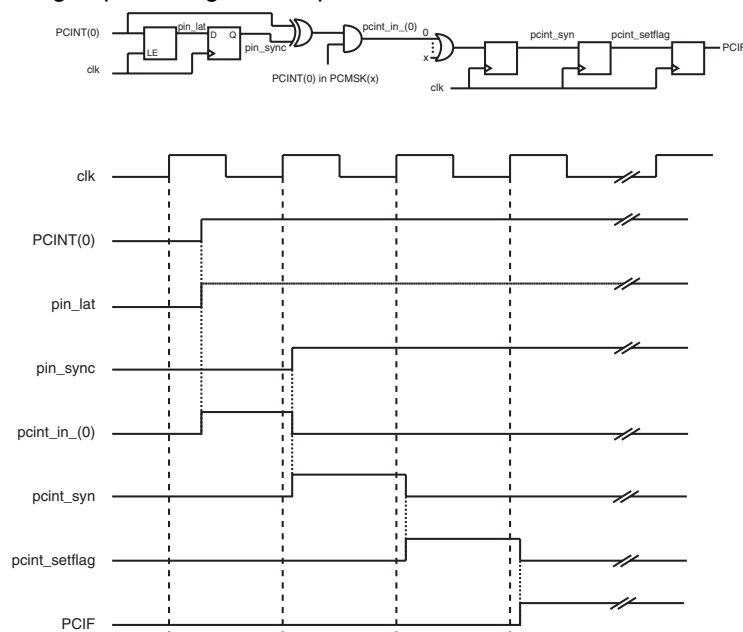 PCINT(0)
pin_lat
D Q
LE
pin_sync
clk
PCINT(0) in PCMSK(x)
pcint_in_(0)
0
x
pcint_syn
pcint_setflag
PCIF
clk
clk
PCINT(0)
pin_lat
pin_sync
pcint_in_(0)
pcint_syn
pcint_setflag
PCIF